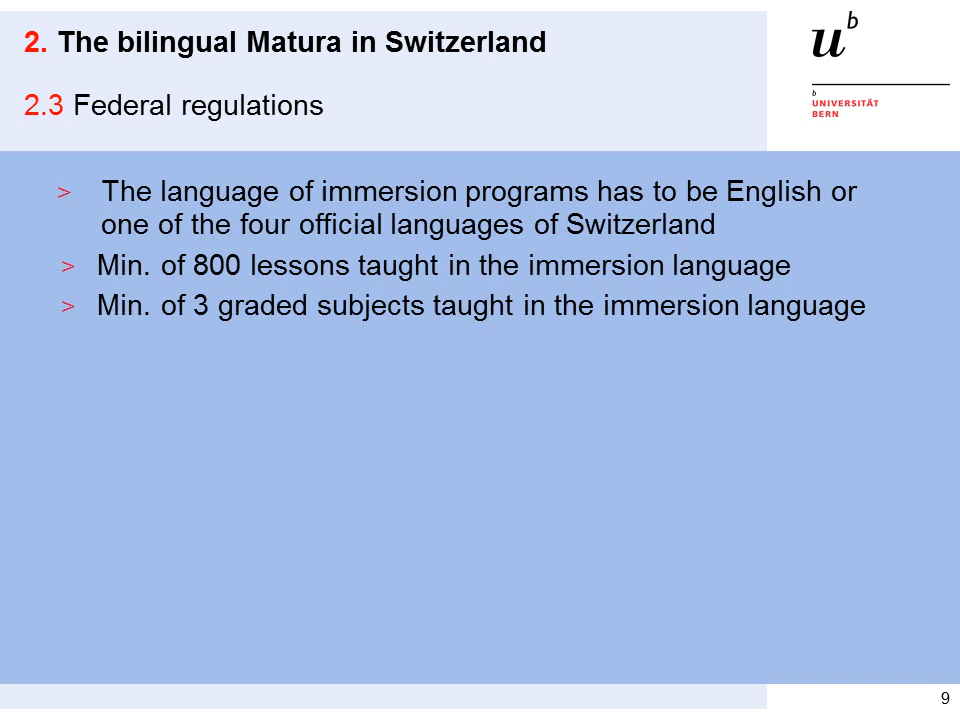 2. The bilingual Matura in Switzerland
2.3 Federal regulations
u b
b
UNIVERSITÄT
BERN
> The language of immersion programs has to be English or
one of the four official languages of Switzerland
> Min. of 800 lessons taught in the immersion language
> Min. of 3 graded subjects taught in the immersion language
9